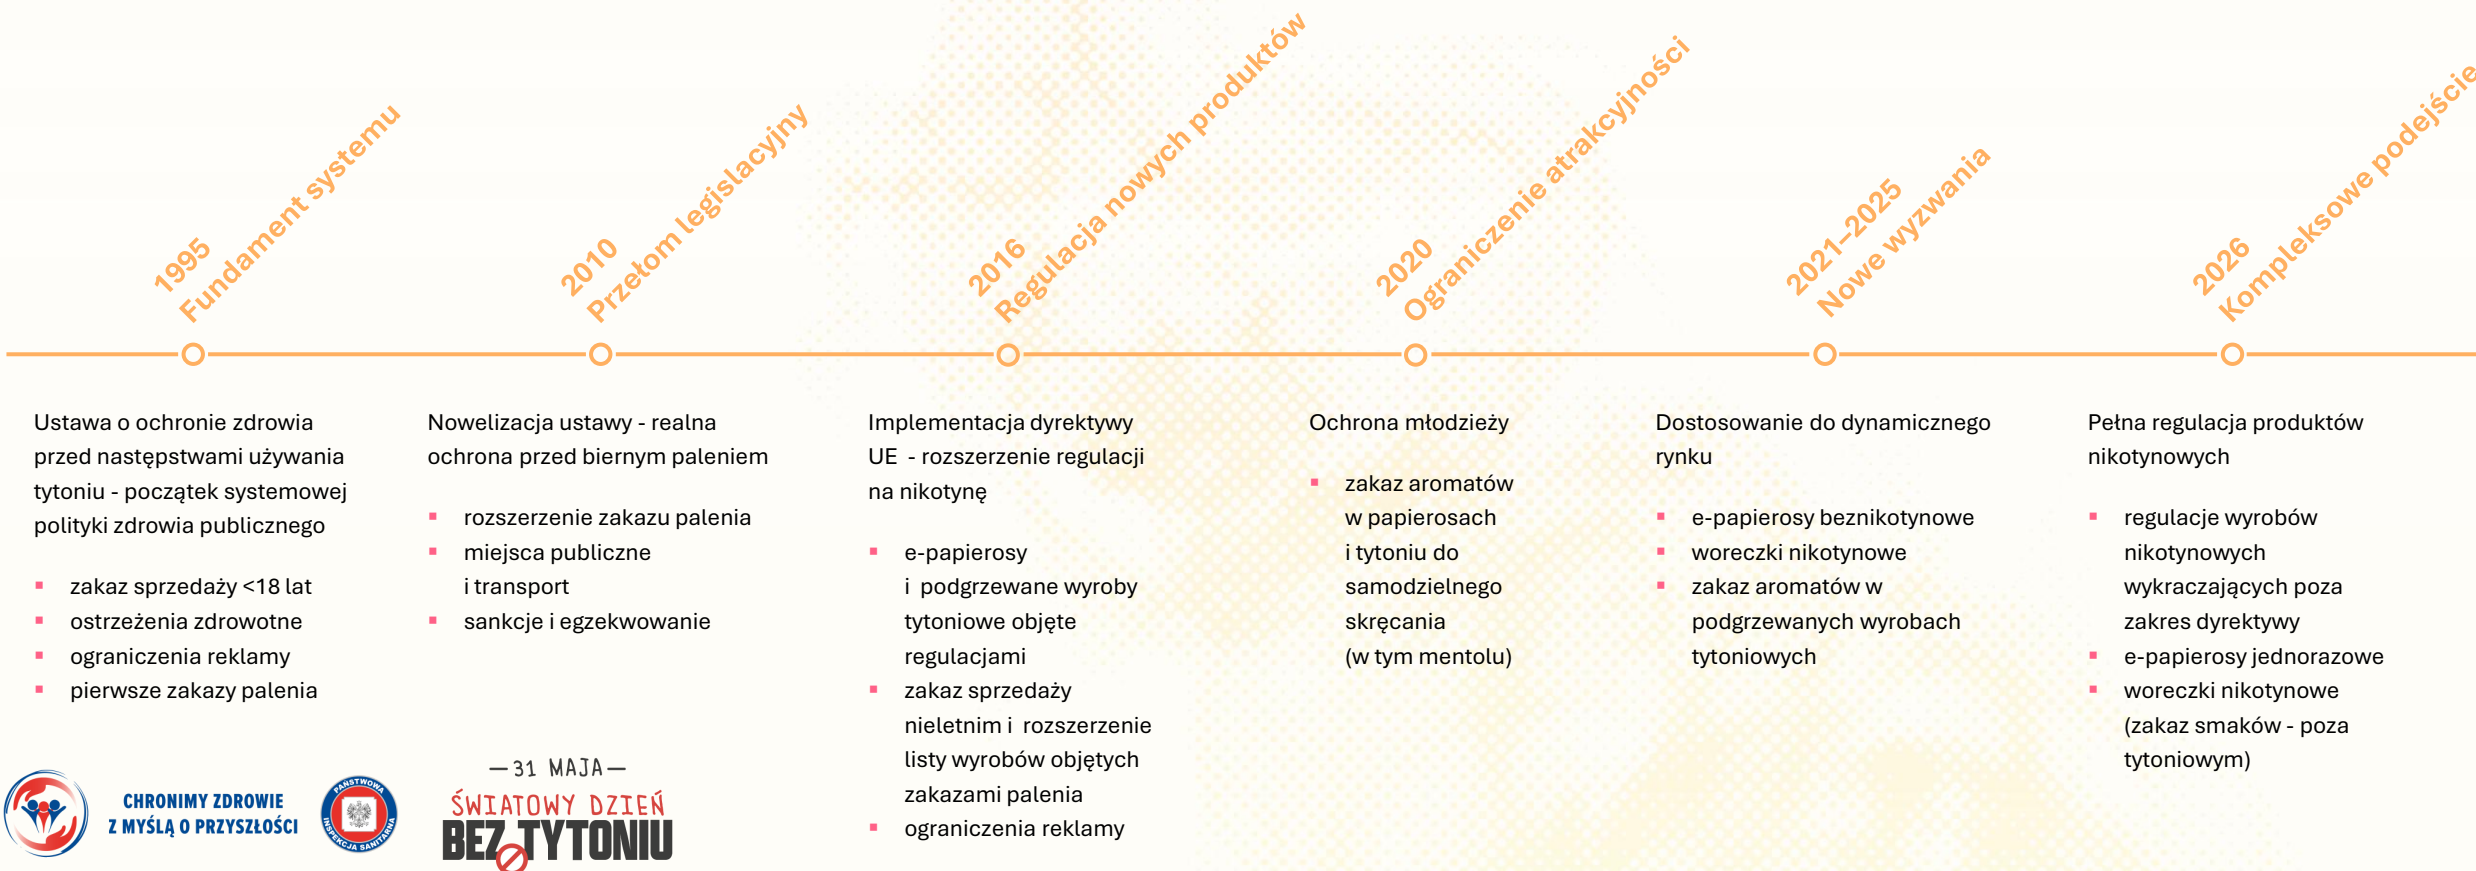 1995
Fundament systemu
2010
Przełom legislacyjny
2016
Regulacja nowych produktów
2020
Ograniczenie atrakcyjności
2021–2025
Nowe wyzwania
2026
Kompleksowe podejście
Ustawa o ochronie zdrowia
przed następstwami używania
tytoniu - początek systemowej
polityki zdrowia publicznego
▪ zakaz sprzedaży <18 lat
▪ ostrzeżenia zdrowotne
▪ ograniczenia reklamy
▪ pierwsze zakazy palenia
Nowelizacja ustawy - realna
ochrona przed biernym paleniem
▪ rozszerzenie zakazu palenia
▪ miejsca publiczne
i transport
▪ sankcje i egzekwowanie
Implementacja dyrektywy
UE - rozszerzenie regulacji
na nikotynę
▪ e-papierosy
i podgrzewane wyroby
tytoniowe objęte
regulacjami
▪ zakaz sprzedaży
nieletnim i rozszerzenie
listy wyrobów objętych
zakazami palenia
▪ ograniczenia reklamy
Ochrona młodzieży
▪ zakaz aromatów
w papierosach
i tytoniu do
samodzielnego
skręcania
(w tym mentolu)
Dostosowanie do dynamicznego
rynku
▪ e-papierosy beznikotynowe
▪ woreczki nikotynowe
▪ zakaz aromatów w
podgrzewanych wyrobach
tytoniowych
Pełna regulacja produktów
nikotynowych
▪ regulacje wyrobów
nikotynowych
wykraczających poza
zakres dyrektywy
▪ e-papierosy jednorazowe
▪ woreczki nikotynowe
(zakaz smaków - poza
tytoniowym)
CHRONIMY ZDROWIE
Z MYŚLĄ O PRZYSZŁOŚCI
PAŃSTWOWA
INSPEKCJA SANITARNA
—31 MAJA—
ŚWIATOWY DZIEŃ
BEZ TYTONIU